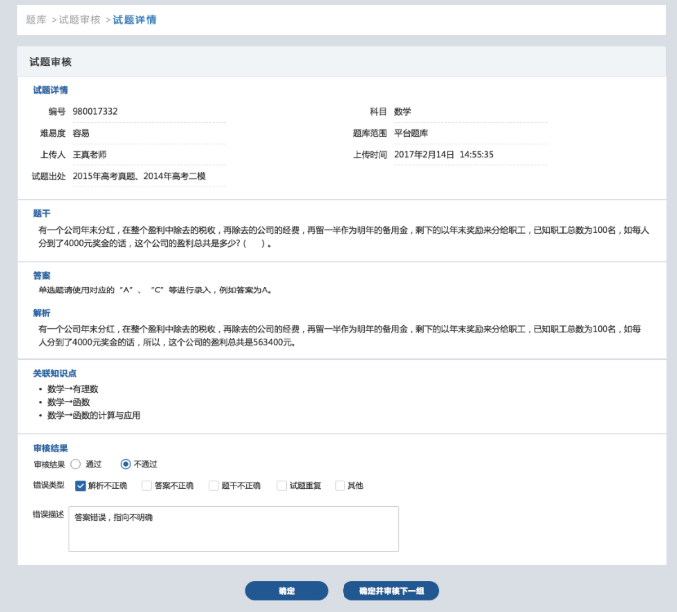 题库 >试题审核 >试题详情
试题审核
试题详情
编号 980017332 科目 数学
难易度 容易 题库范围 平台题库
上传人 王真老师 上传时间 2017年2月14日 14:55:35
试题出处 2015年高考真题、2014年高考二模
题干
有一个公司年末分红，在整个盈利中除去的税收，再除去的公司的经费，再留一半作为明年的备用金，剩下的以年末奖励来分给职工，已知职工总数为100名，如每人
分到了4000元奖金的话，这个公司的盈利总共是多少?（ ）。
答案
单选题请使用对应的“A”、“C”等进行录入，例如答案为A。
解析
有一个公司年末分红，在整个盈利中除去的税收，再除去的公司的经费，再留一半作为明年的备用金，剩下的以年末奖励来分给职工，已知职工总数为100名，如每
人分到了4000元奖金的话，所以，这个公司的盈利总共是563400元。
关联知识点
• 数学→有理数
• 数学→函数
• 数学→函数的计算与应用
审核结果
审核结果 通过 不通过
错误类型 解析不正确 答案不正确 题干不正确 试题重复 其他
错误描述 答案错误，指向不明确
确定 确定并审核下一组